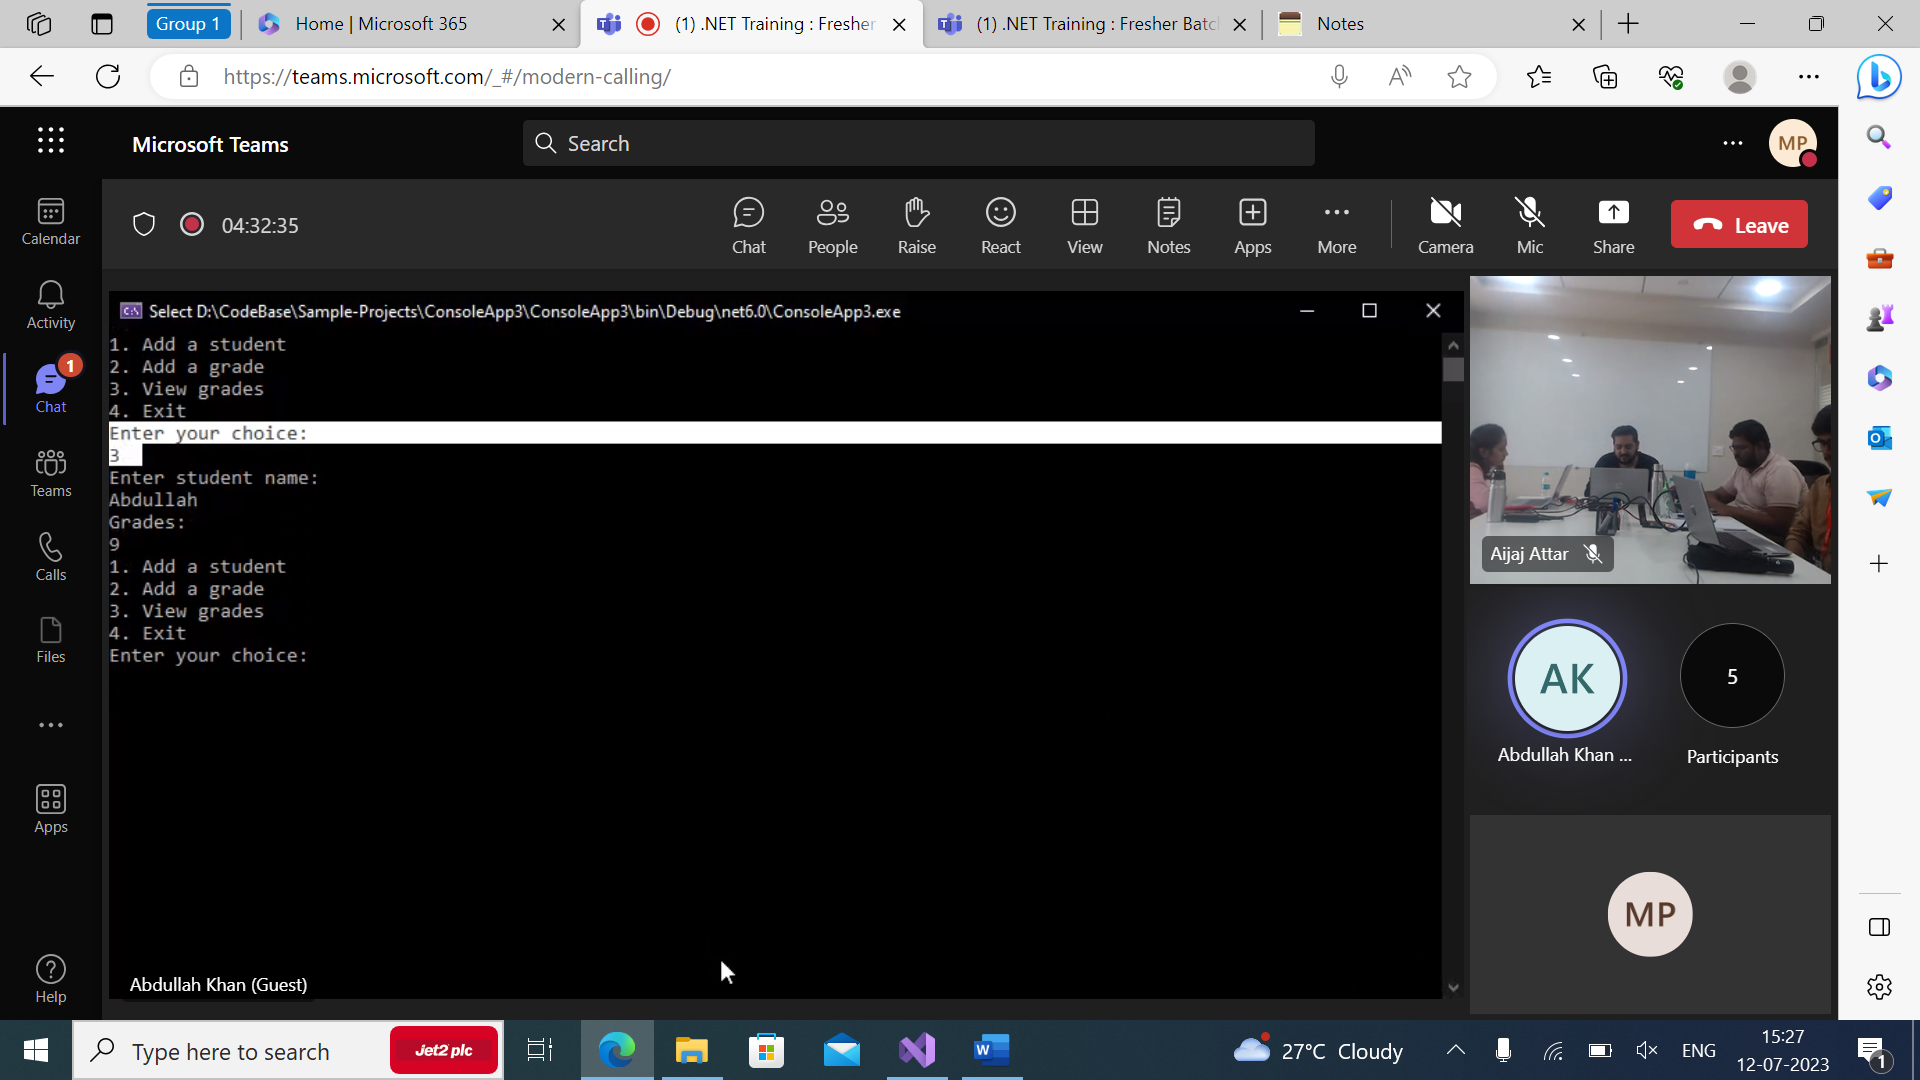 Group 1
Home | Microsoft 365
(1) .NET Training : Fresher
(1) .NET Training : Fresher Batc
Notes
https://teams.microsoft.com/_#/modern-calling/
Microsoft Teams
Search
MP
04:32:35
Chat
People
Raise
React
View
Notes
Apps
More
Camera
Mic
Share
Leave
Calendar
Activity
1
Chat
Teams
Calls
Files
Apps
Help
Select D:\CodeBase\Sample-Projects\ConsoleApp3\ConsoleApp3\bin\Debug\net6.0\ConsoleApp3.exe
1. Add a student
2. Add a grade
3. View grades
4. Exit
Enter your choice:
3
Enter student name:
Abdullah
Grades:
9
1. Add a student
2. Add a grade
3. View grades
4. Exit
Enter your choice:
Abdullah Khan (Guest)
Aijaj Attar
AK
Abdullah Khan ...
5
Participants
MP
Type here to search
Jet2 plc
27°C Cloudy
ENG
15:27
12-07-2023
1